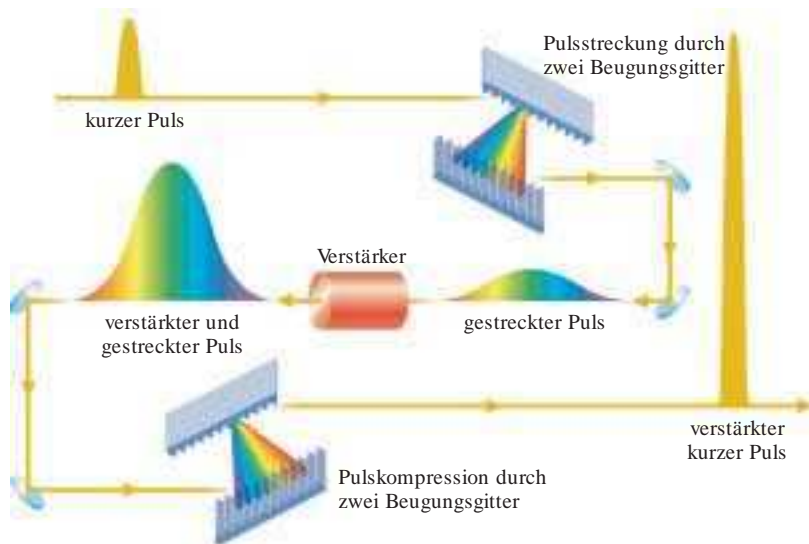 Pulsstreckung durch
zwei Beugungsgitter
kurzer Puls
Verstärker
verstärkter und
gestreckter Puls
gestreckter Puls
verstärkter
kurzer Puls
Pulskompression durch
zwei Beugungsgitter